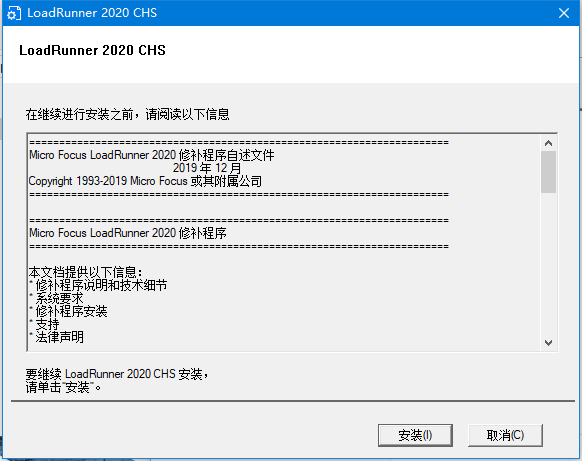 LoadRunner 2020 CHS
LoadRunner 2020 CHS
在继续进行安装之前，请阅读以下信息
======================================================================
Micro Focus LoadRunner 2020 修补程序自述文件
2019 年 12 月
Copyright 1993-2019 Micro Focus 或其附属公司
======================================================================
======================================================================
Micro Focus LoadRunner 2020 修补程序
======================================================================
本文档提供以下信息：
* 修补程序说明和技术细节
* 系统要求
* 修补程序安装
* 支持
* 法律声明
要继续 LoadRunner 2020 CHS 安装，
请单击"安装"。
安装(I)
取消(C)